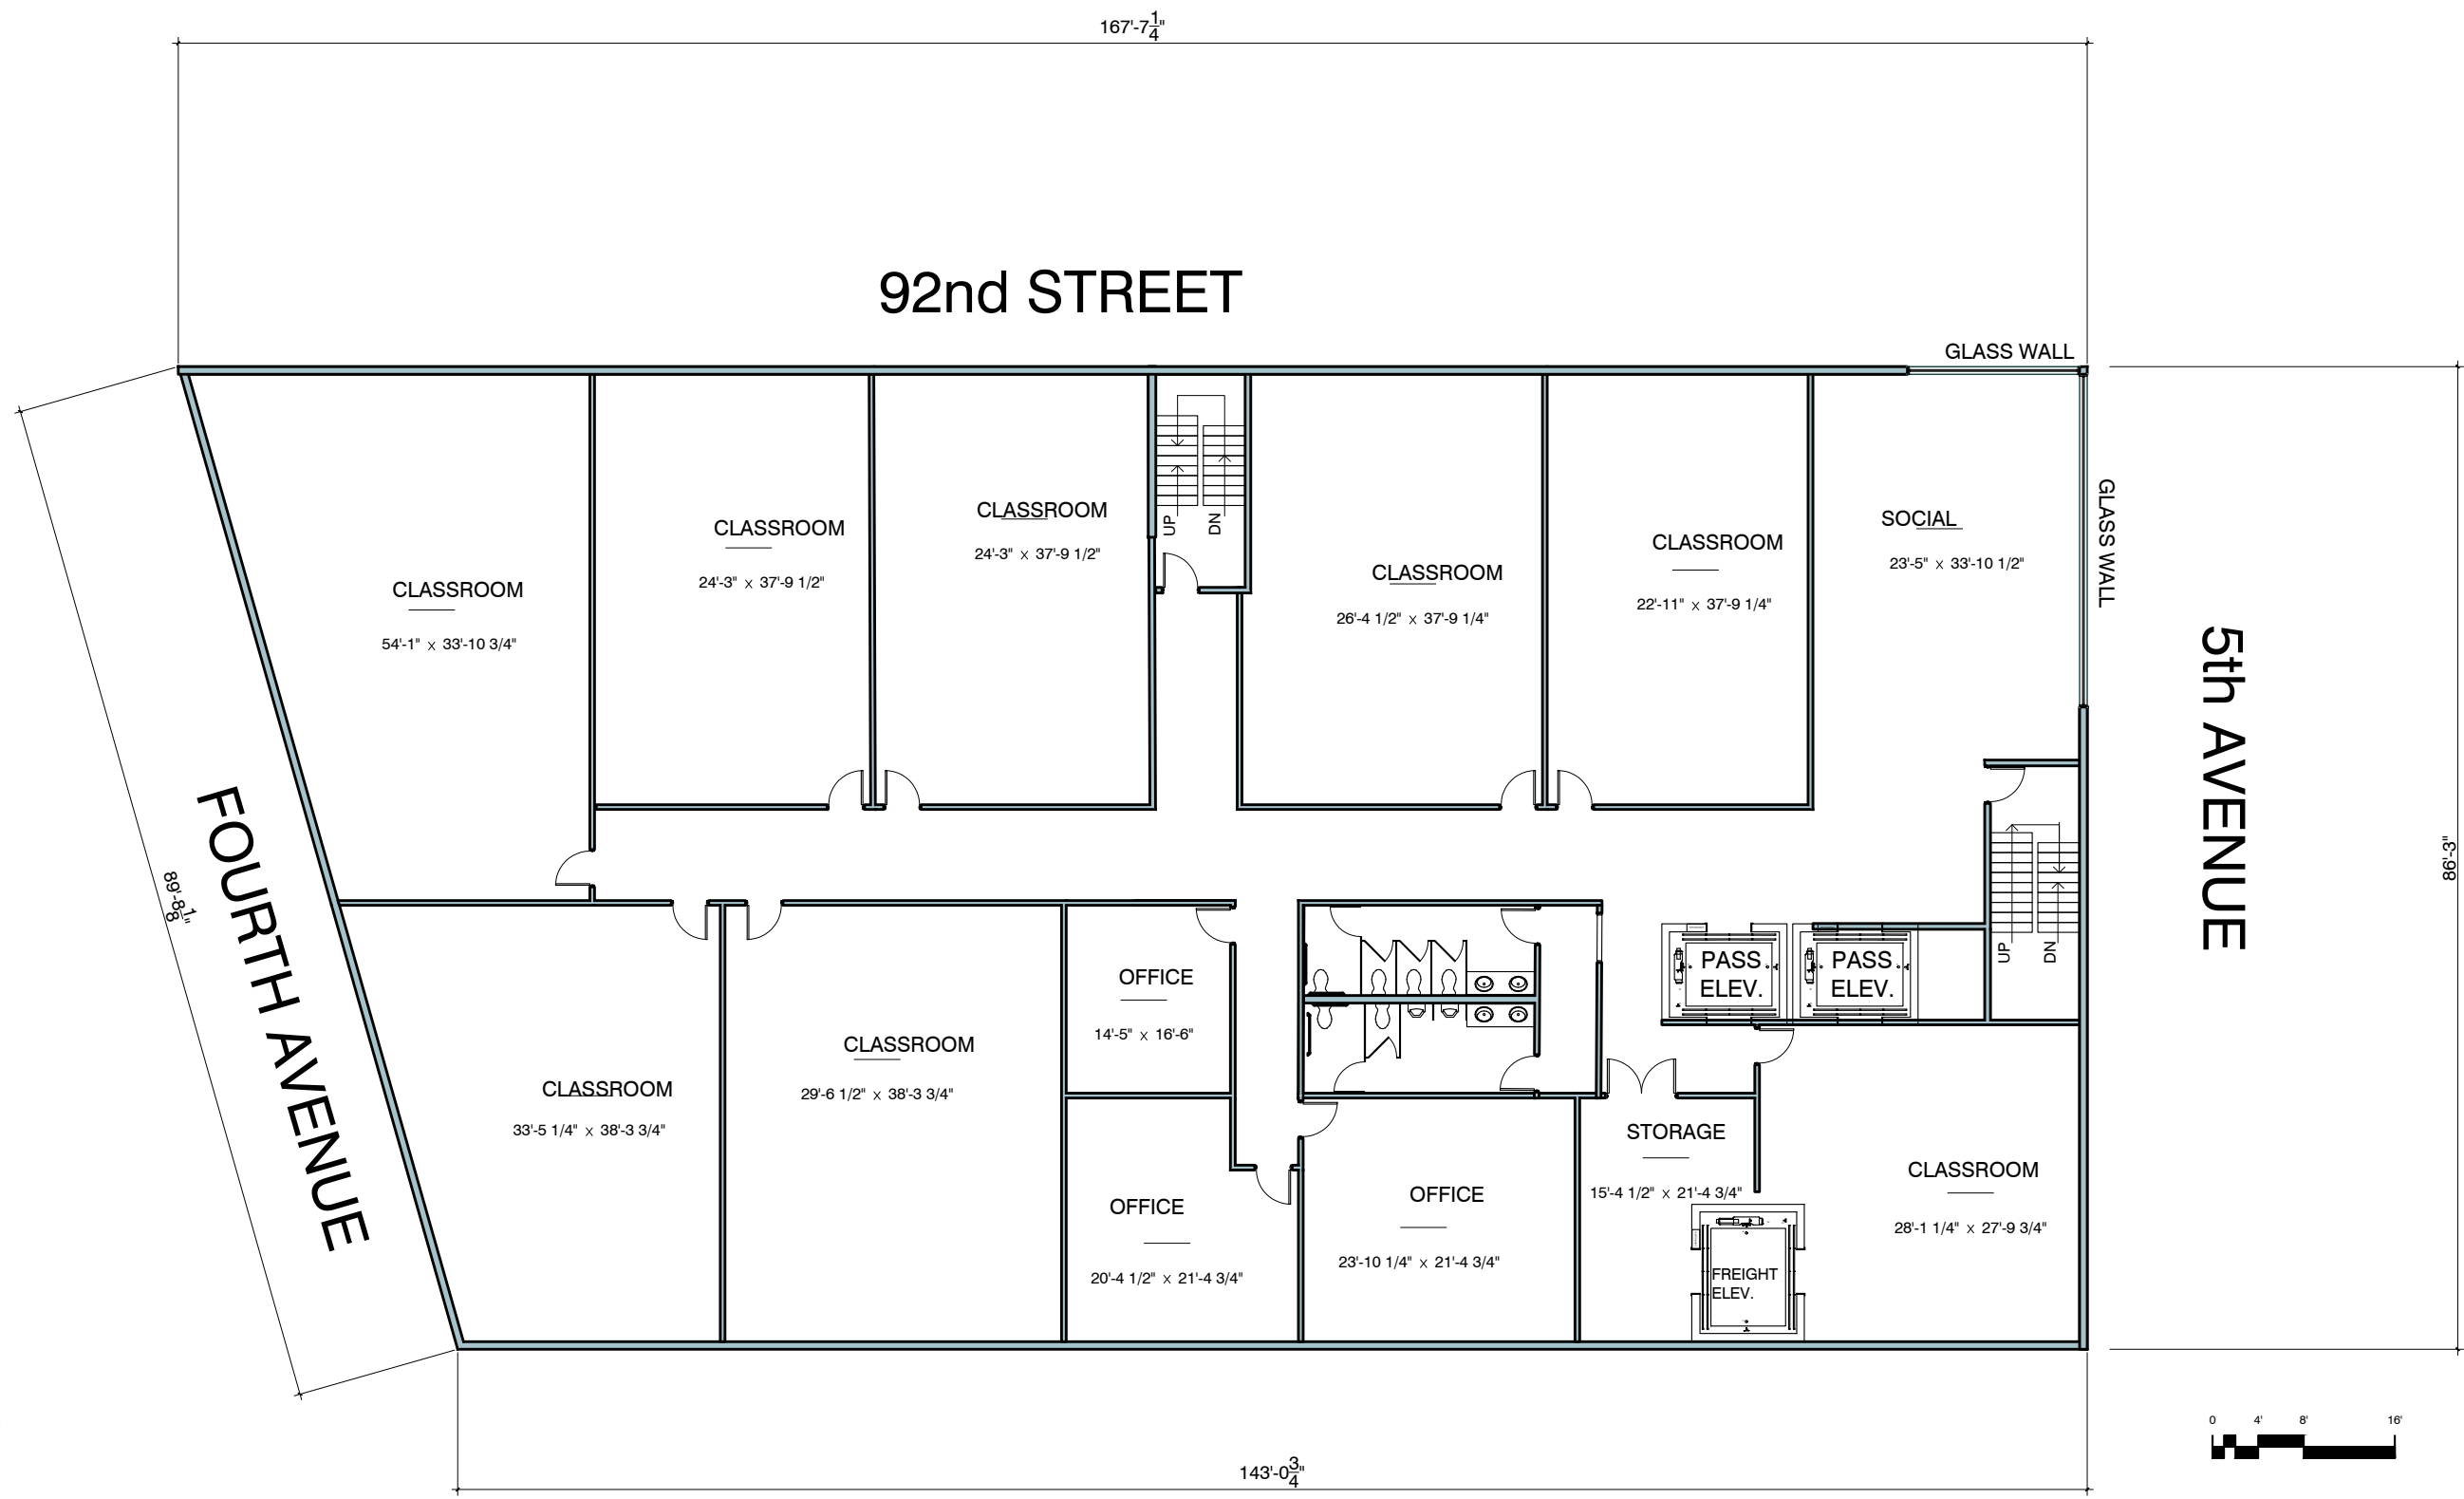 167'-7 1/4"
92nd STREET
GLASS WALL
GLASS WALL
5th AVENUE
86'-3"
FOURTH AVENUE
89'-8 1/8"
CLASSROOM
54'-1" x 33'-10 3/4"
CLASSROOM
24'-3" x 37'-9 1/2"
CLASSROOM
24'-3" x 37'-9 1/2"
UP
DN
CLASSROOM
26'-4 1/2" x 37'-9 1/4"
CLASSROOM
22'-11" x 37'-9 1/4"
SOCIAL
23'-5" x 33'-10 1/2"
UP
DN
PASS
ELEV.
PASS
ELEV.
CLASSROOM
33'-5 1/4" x 38'-3 3/4"
CLASSROOM
29'-6 1/2" x 38'-3 3/4"
OFFICE
14'-5" x 16'-6"
OFFICE
20'-4 1/2" x 21'-4 3/4"
OFFICE
23'-10 1/4" x 21'-4 3/4"
STORAGE
15'-4 1/2" x 21'-4 3/4"
FREIGHT
ELEV.
CLASSROOM
28'-1 1/4" x 27'-9 3/4"
0 4' 8' 16'
143'-0 3/4"